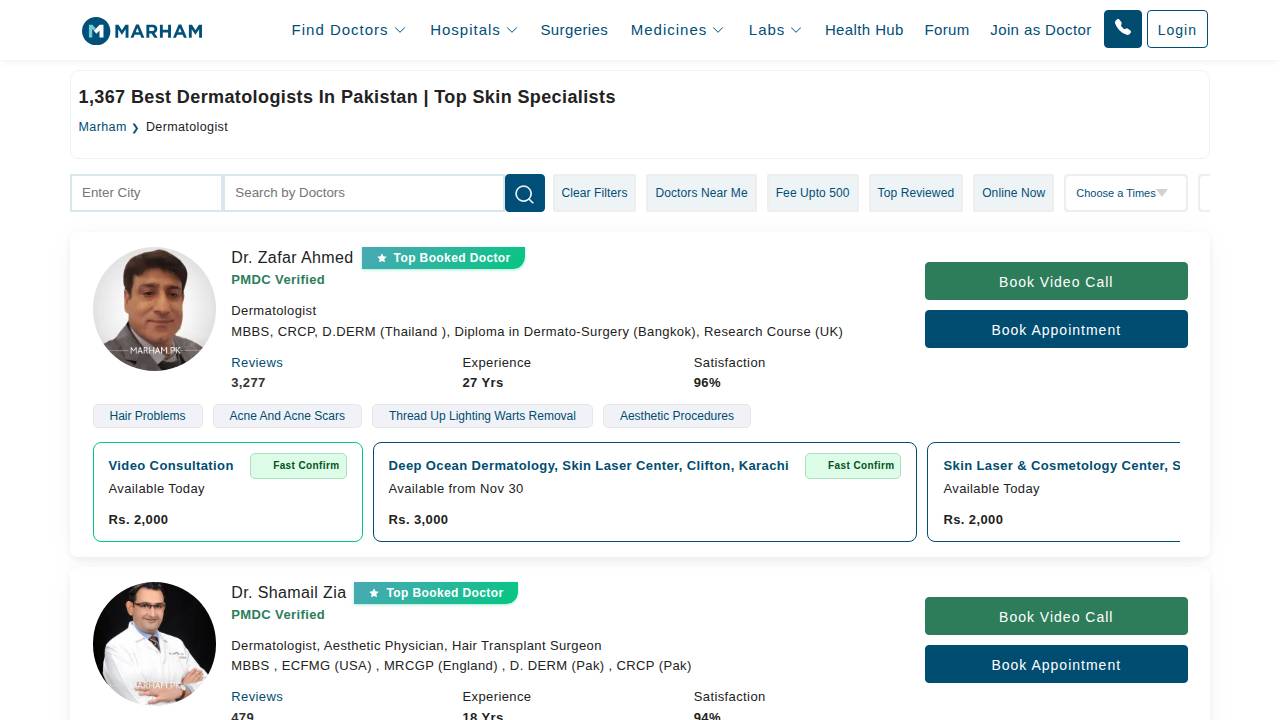 MARHAM
Find Doctors
Hospitals
Surgeries
Medicines
Labs
Health Hub
Forum
Join as Doctor
Login
1,367 Best Dermatologists In Pakistan | Top Skin Specialists
Marham ❯ Dermatologist
Enter City
Search by Doctors
Clear Filters
Doctors Near Me
Fee Upto 500
Top Reviewed
Online Now
Choose a Times
Dr. Zafar Ahmed
Top Booked Doctor
PMDC Verified
Dermatologist
MBBS, CRCP, D.DERM (Thailand ), Diploma in Dermato-Surgery (Bangkok), Research Course (UK)
Reviews Experience Satisfaction
3,277 27 Yrs 96%
MARHAM.PK
Book Video Call
Book Appointment
Hair Problems
Acne And Acne Scars
Thread Up Lighting Warts Removal
Aesthetic Procedures
Video Consultation
Fast Confirm
Available Today
Rs. 2,000
Deep Ocean Dermatology, Skin Laser Center, Clifton, Karachi
Fast Confirm
Available from Nov 30
Rs. 3,000
Skin Laser & Cosmetology Center, S
Available Today
Rs. 2,000
Dr. Shamail Zia
Top Booked Doctor
PMDC Verified
Dermatologist, Aesthetic Physician, Hair Transplant Surgeon
MBBS , ECFMG (USA) , MRCGP (England) , D. DERM (Pak) , CRCP (Pak)
Reviews Experience Satisfaction
479 18 Yrs 94%
MARHAM.PK
Book Video Call
Book Appointment